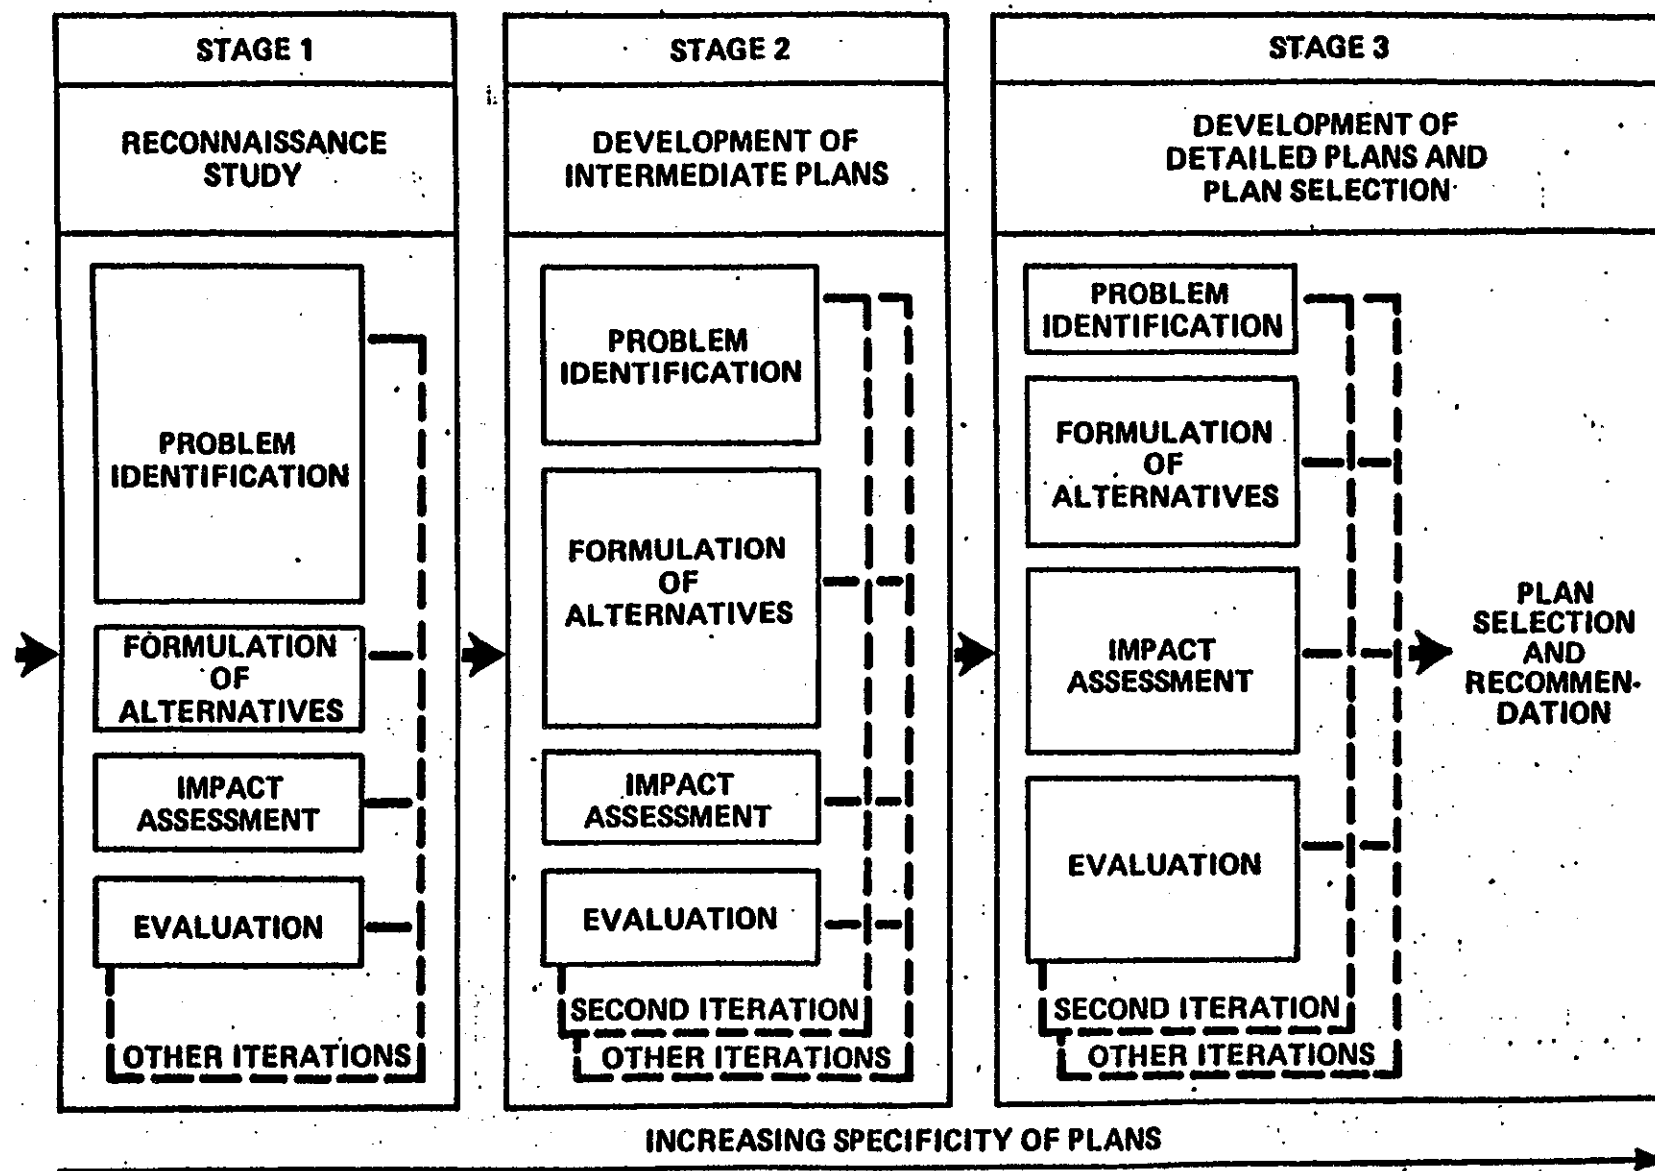 STAGE 1
RECONNAISSANCE
STUDY
PROBLEM
IDENTIFICATION
FORMULATION
OF
ALTERNATIVES
IMPACT
ASSESSMENT
EVALUATION
OTHER ITERATIONS
STAGE 2
DEVELOPMENT OF
INTERMEDIATE PLANS
PROBLEM
IDENTIFICATION
FORMULATION
OF
ALTERNATIVES
IMPACT
ASSESSMENT
EVALUATION
SECOND ITERATION
OTHER ITERATIONS
STAGE 3
DEVELOPMENT OF
DETAILED PLANS AND
PLAN SELECTION
PROBLEM
IDENTIFICATION
FORMULATION
OF
ALTERNATIVES
IMPACT
ASSESSMENT
EVALUATION
SECOND ITERATION
OTHER ITERATIONS
PLAN
SELECTION
AND
RECOMMEN-
DATION
INCREASING SPECIFICITY OF PLANS